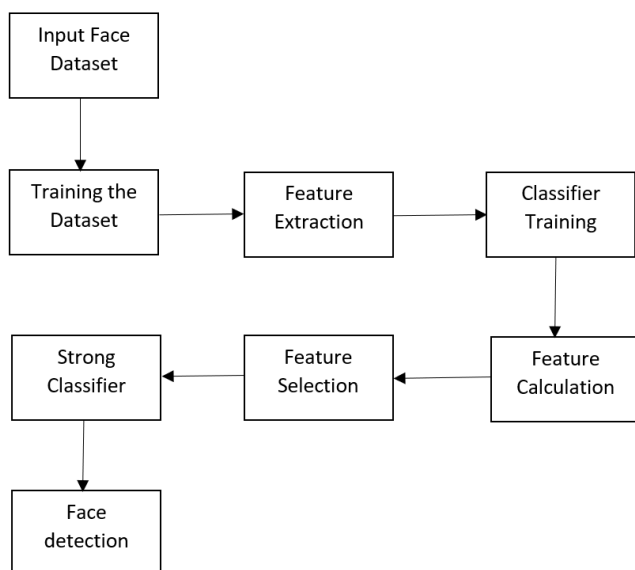 Input Face
Dataset
Training the
Dataset
Feature
Extraction
Classifier
Training
Feature
Calculation
Feature
Selection
Strong
Classifier
Face
detection